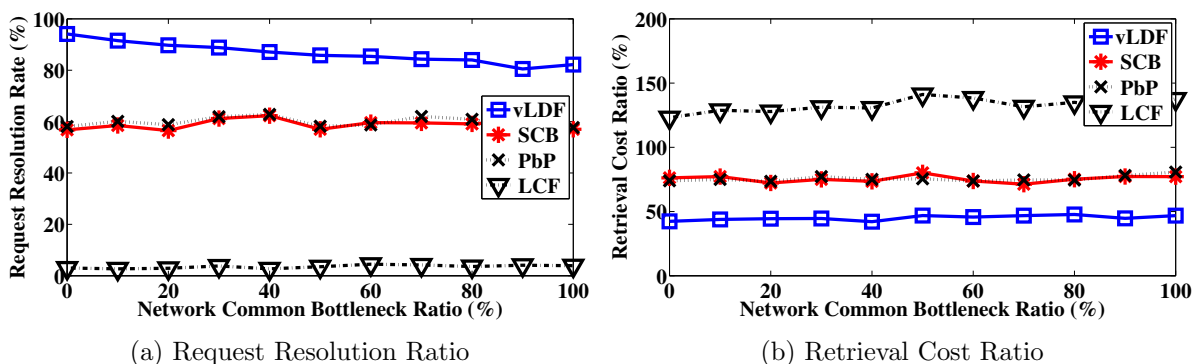 100
80
60
40
20
0
Request Resolution Rate (%)
vLDF
SCB
PbP
LCF
0 20 40 60 80 100
Network Common Bottleneck Ratio (%)
(a) Request Resolution Ratio
200
150
100
50
0
Retrieval Cost Ratio (%)
vLDF
SCB
PbP
LCF
0 20 40 60 80 100
Network Common Bottleneck Ratio (%)
(b) Retrieval Cost Ratio